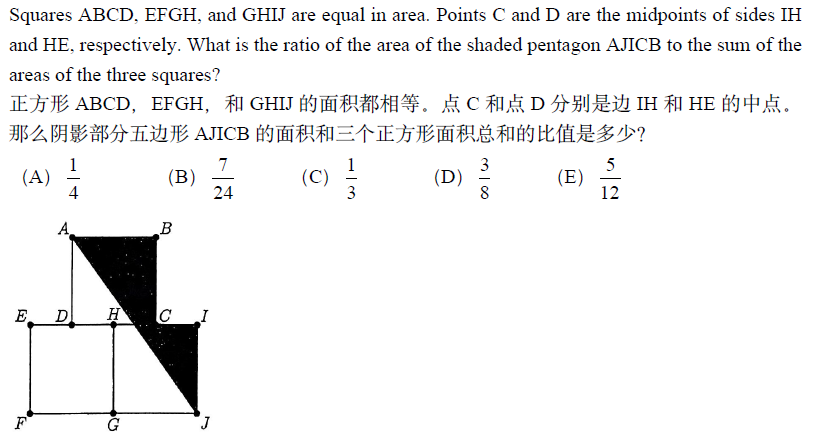 Squares ABCD, EFGH, and GHIJ are equal in area. Points C and D are the midpoints of sides IH
and HE, respectively. What is the ratio of the area of the shaded pentagon AJICB to the sum of the
areas of the three squares?
正方形 ABCD，EFGH，和 GHIJ 的面积都相等。点 C 和点 D 分别是边 IH 和 HE 的中点。
那么阴影部分五边形 AJICB 的面积和三个正方形面积总和的比值是多少?
(A) 1/4 (B) 7/24 (C) 1/3 (D) 3/8 (E) 5/12
A B
E D H C I
F G J